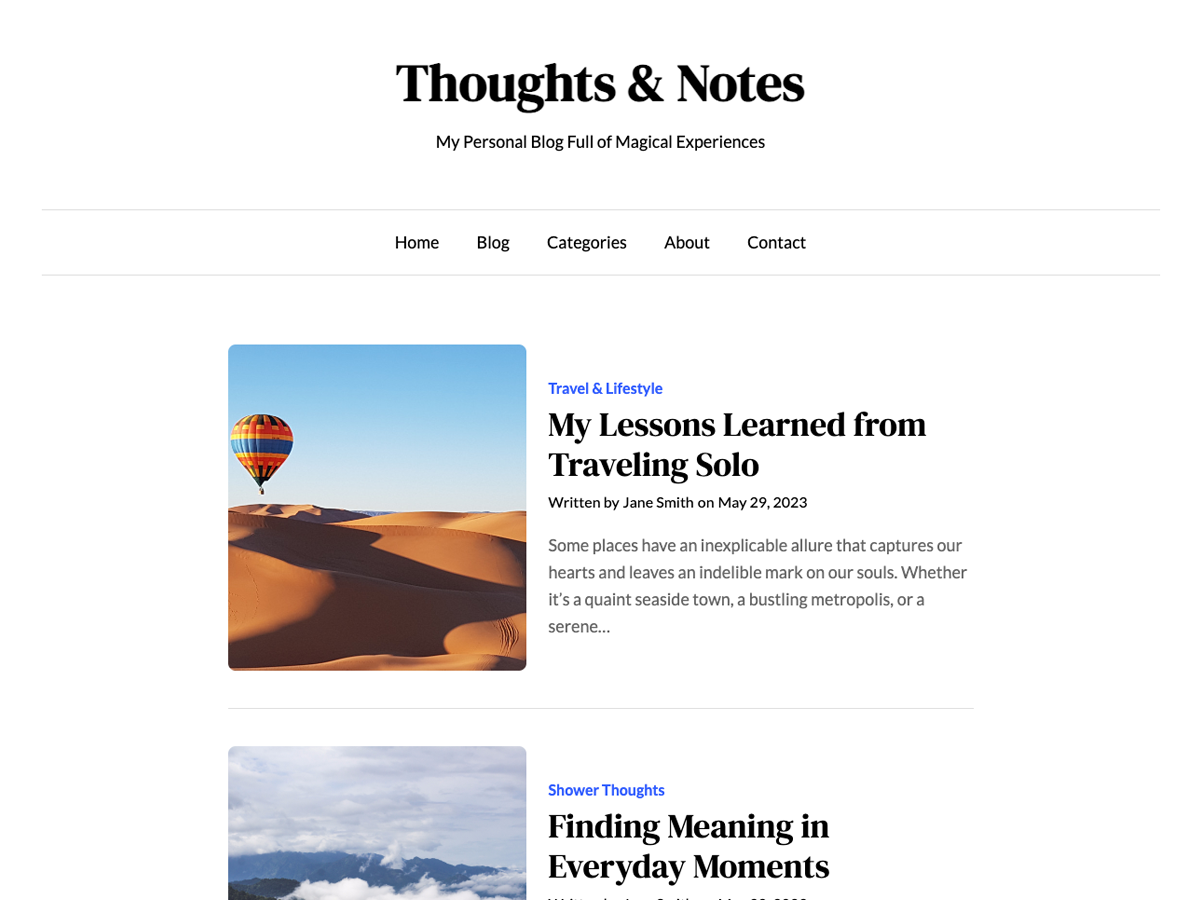 Thoughts & Notes
My Personal Blog Full of Magical Experiences
Home Blog Categories About Contact
Travel & Lifestyle
My Lessons Learned from
Traveling Solo
Written by Jane Smith on May 29, 2023
Some places have an inexplicable allure that captures our
hearts and leaves an indelible mark on our souls. Whether
it's a quaint seaside town, a bustling metropolis, or a
serene…
Shower Thoughts
Finding Meaning in
Everyday Moments